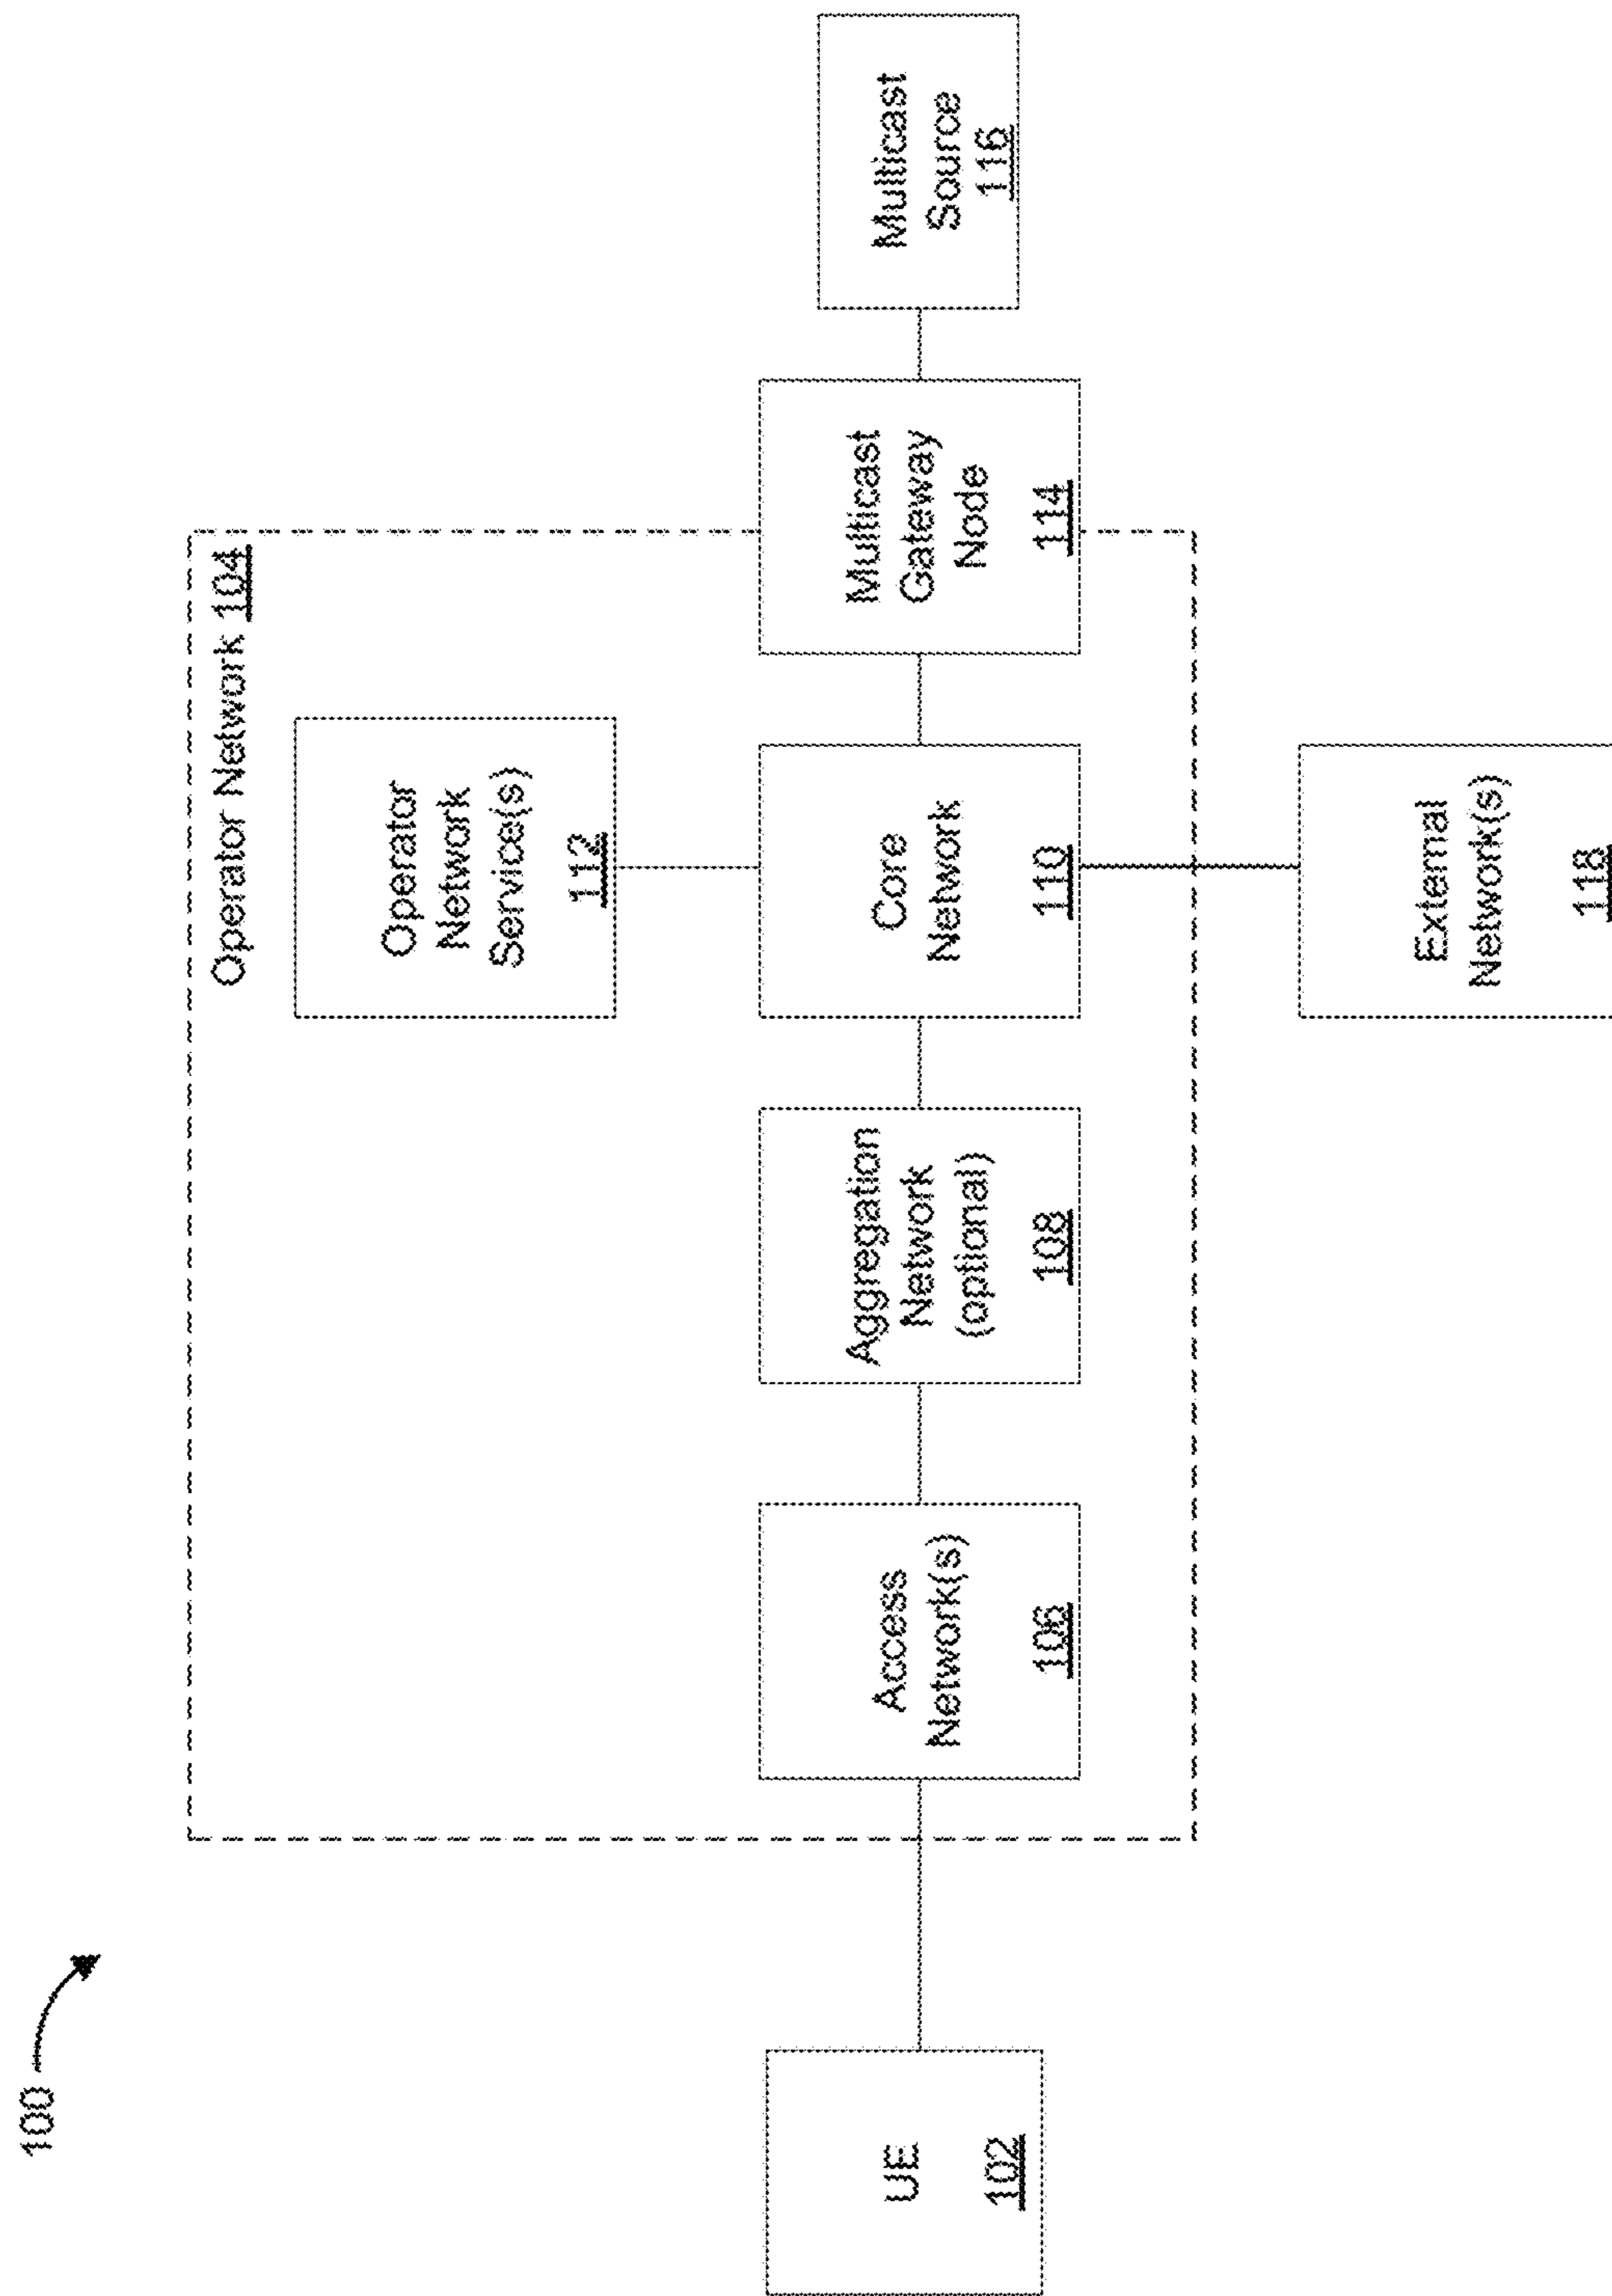 100
Operator Network 104
Operator
Network
Service(s)
112
UE
102
Access
Network(s)
106
Aggregation
Network
(optional)
108
Core
Network
110
Multicast
Gateway
Node
114
Multicast
Source
116
External
Network(s)
118